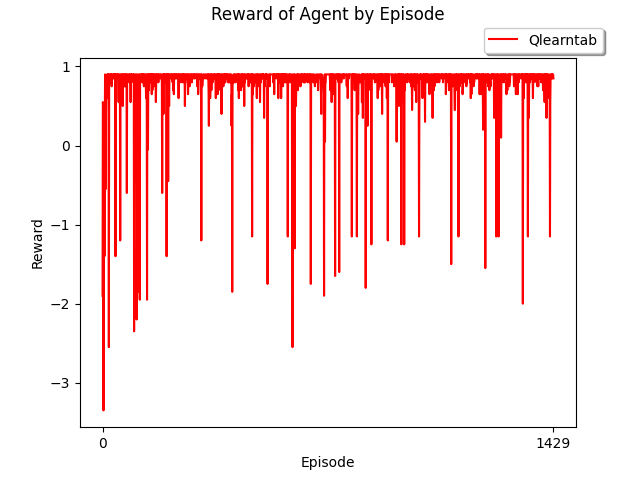 Reward of Agent by Episode
Qlearntab
1
0
−1
−2
−3
Reward
0 1429
Episode